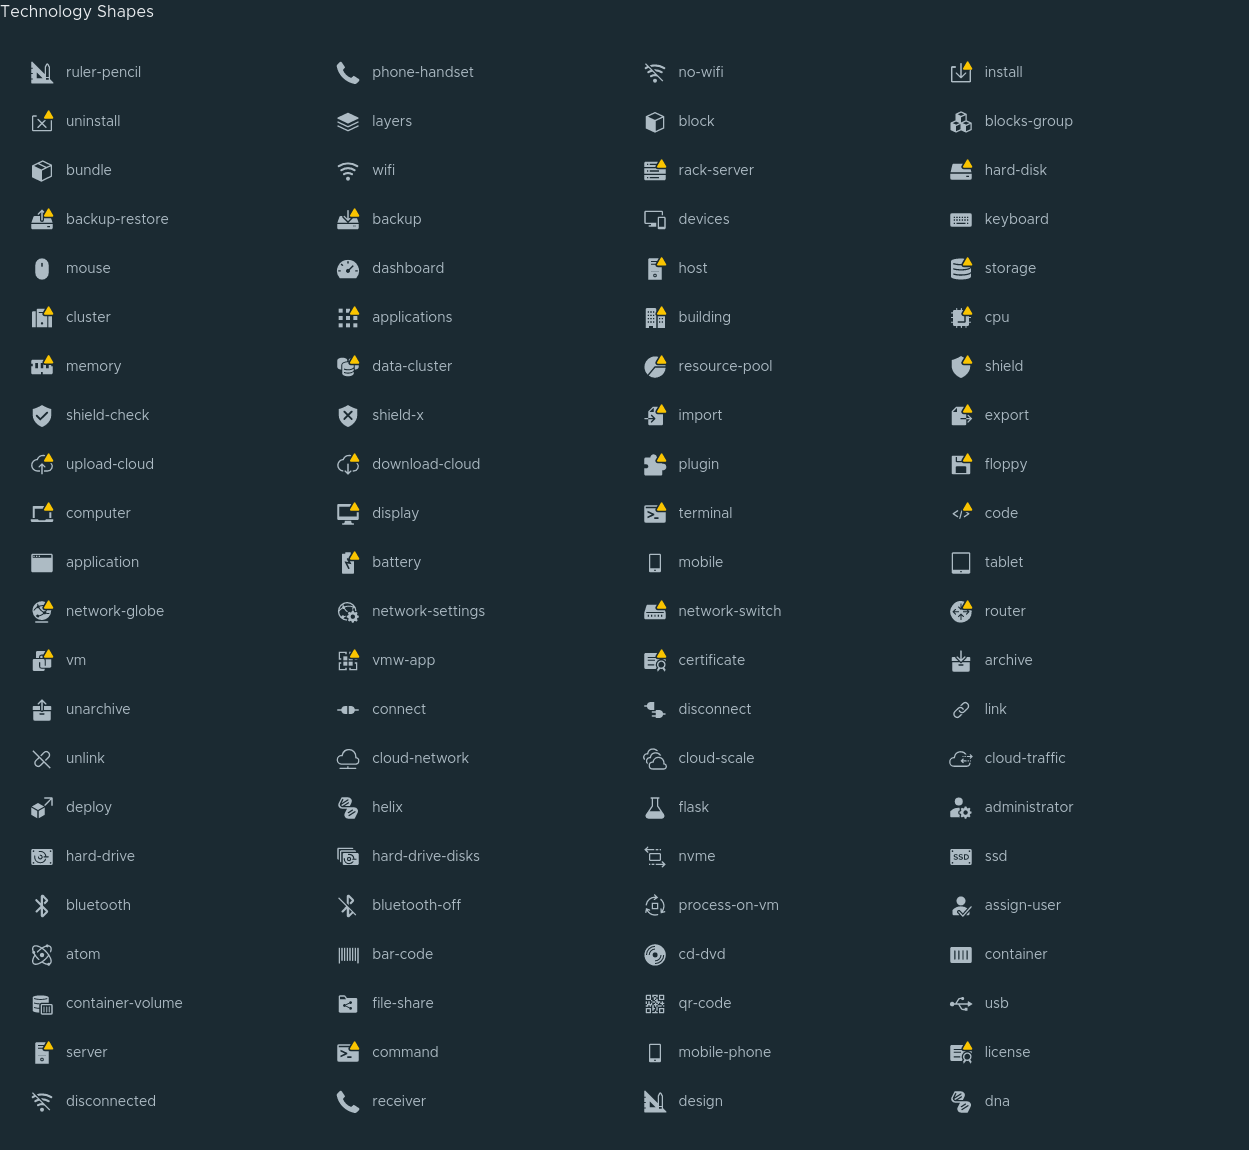 Technology Shapes
ruler-pencil phone-handset no-wifi install
uninstall layers block blocks-group
bundle wifi rack-server hard-disk
backup-restore backup devices keyboard
mouse dashboard host storage
cluster applications building cpu
memory data-cluster resource-pool shield
shield-check shield-x import export
upload-cloud download-cloud plugin floppy
computer display terminal code
application battery mobile tablet
network-globe network-settings network-switch router
vm vmw-app certificate archive
unarchive connect disconnect link
unlink cloud-network cloud-scale cloud-traffic
deploy helix flask administrator
hard-drive hard-drive-disks nvme SSD ssd
bluetooth bluetooth-off process-on-vm assign-user
atom bar-code cd-dvd container
container-volume file-share qr-code usb
server command mobile-phone license
disconnected receiver design dna